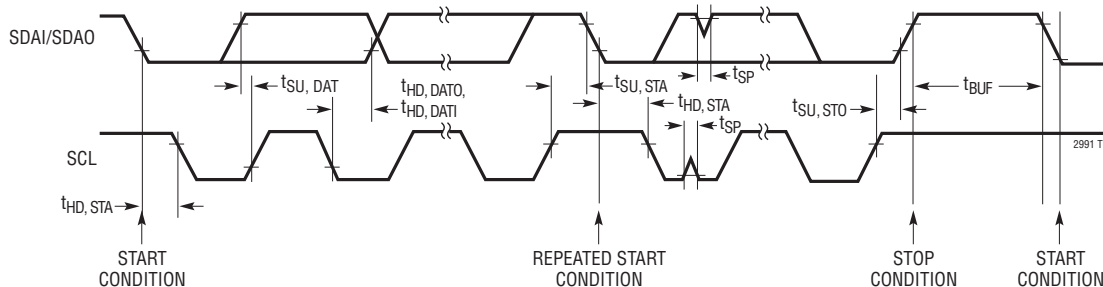 SDAI/SDAO
tSU, DAT
tHD, DATO,
tHD, DATI
tSU, STA
tHD, STA
tSP
tSP
tSU, STO
tBUF
SCL
2991 T
tHD, STA
START
CONDITION
REPEATED START
CONDITION
STOP
CONDITION
START
CONDITION